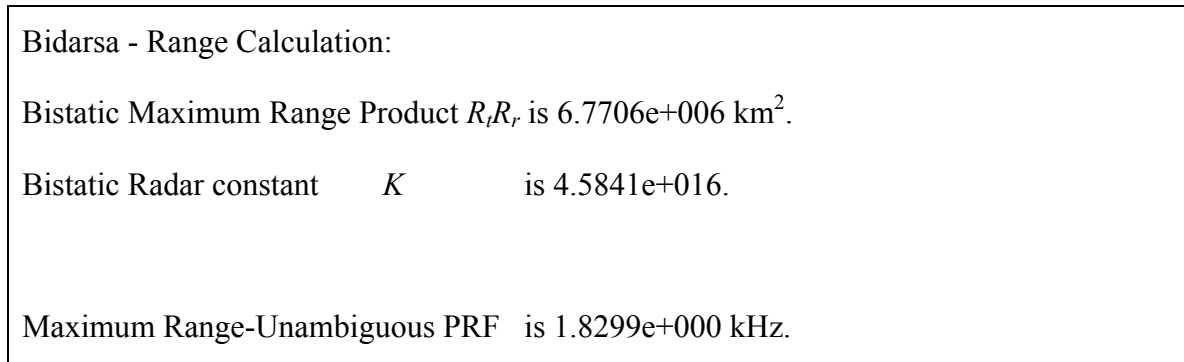 Bidarsa - Range Calculation:
Bistatic Maximum Range Product RₜRᵣ is 6.7706e+006 km².
Bistatic Radar constant K is 4.5841e+016.
Maximum Range-Unambiguous PRF is 1.8299e+000 kHz.